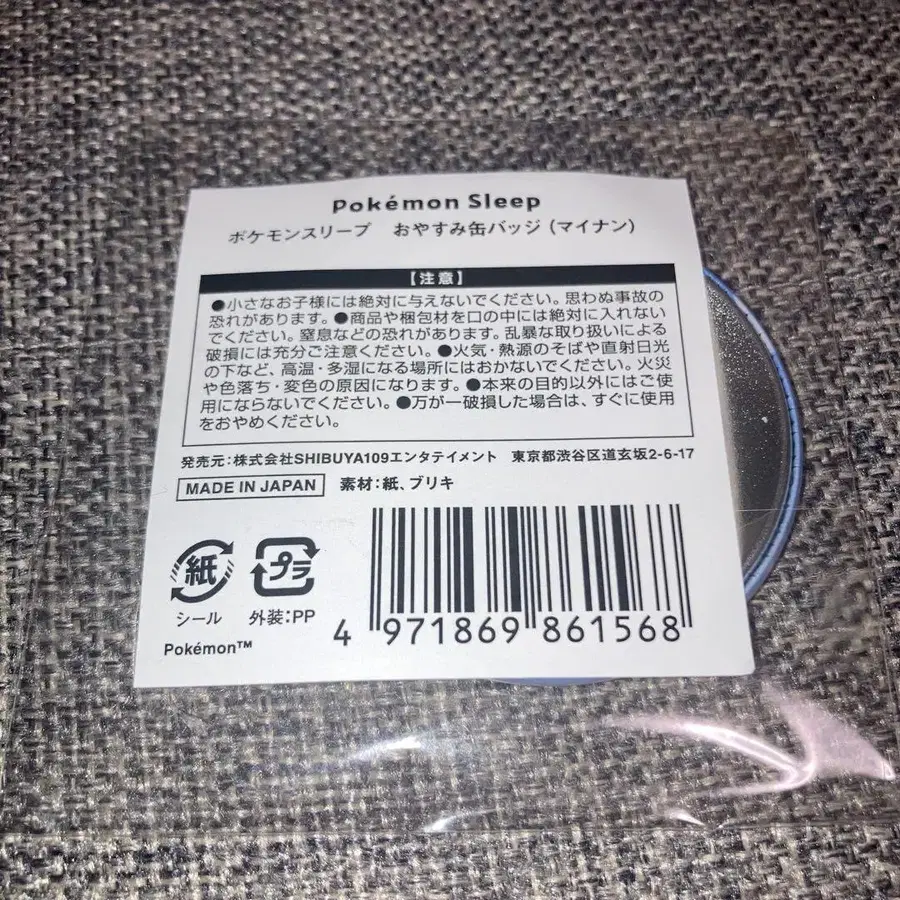 Pokémon Sleep
ポケモンスリープ　おやすみ缶バッジ（マイナン）
【注意】
●小さなお子様には絶対に与えないでください。思わぬ事故の
恐れがあります。●商品や梱包材を口の中には絶対に入れない
でください。窒息などの恐れがあります。乱暴な取り扱いによる
破損には充分ご注意ください。●火気・熱源のそばや直射日光
の下など、高温・多湿になる場所にはおかないでください。火災
や色落ち・変色の原因になります。●本来の目的以外にはご使
用にならないでください。●万が一破損した場合は、すぐに使用
をおやめください。
発売元：株式会社SHIBUYA109エンタテイメント　東京都渋谷区道玄坂2-6-17
MADE IN JAPAN　素材：紙、ブリキ
紙　プラ
シール　外装：PP
4 971869 861568
Pokémon™